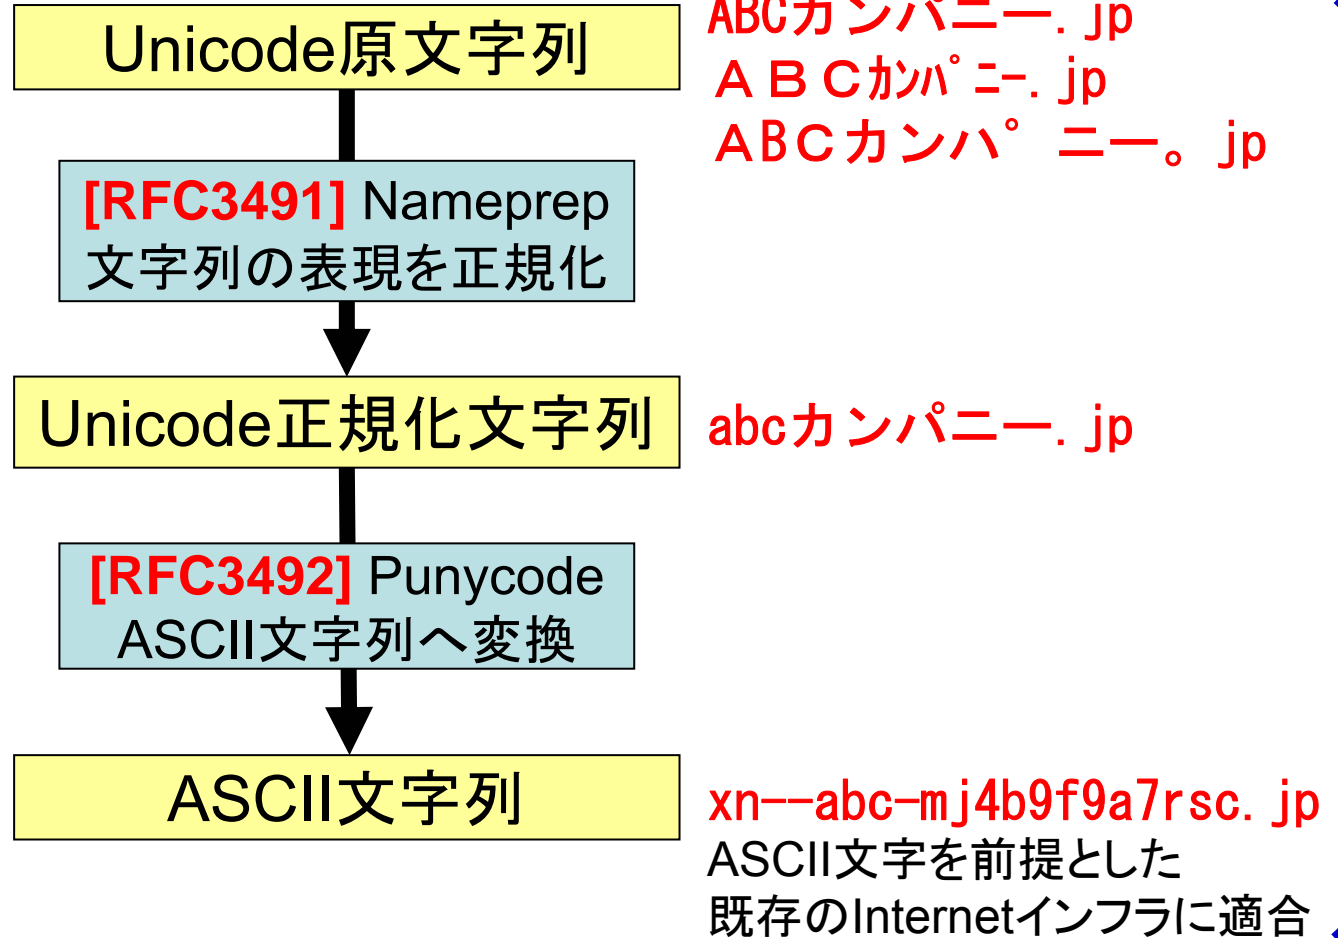 Unicode原文字列
ABCカンパニー.jp
ＡＢＣｶﾝﾊﾟﾆｰ.jp
ＡBＣカンハ゜ニー。jp
[RFC3491] Nameprep
文字列の表現を正規化
Unicode正規化文字列
abcカンパニー.jp
[RFC3492] Punycode
ASCII文字列へ変換
ASCII文字列
xn--abc-mj4b9f9a7rsc.jp
ASCII文字を前提とした
既存のInternetインフラに適合